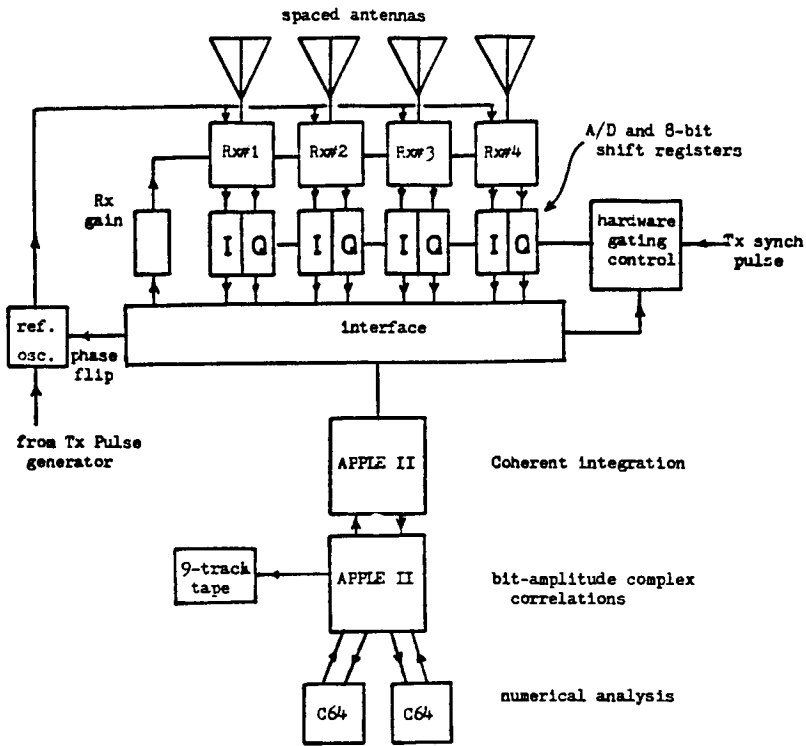 spaced antennas
A/D and 8-bit
shift registers
Rx#1
Rx#2
Rx#3
Rx#4
Rx
gain
I
Q
I
Q
I
Q
I
Q
hardware
gating
control
Tx synch
pulse
ref.
osc.
phase
flip
interface
from Tx Pulse
generator
APPLE II
Coherent integration
9-track
tape
APPLE II
bit-amplitude complex
correlations
C64
C64
numerical analysis